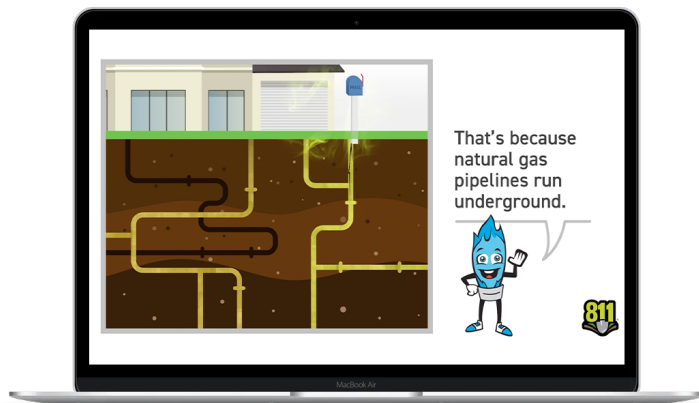 That's because
natural gas
pipelines run
underground.
811
MacBook Air